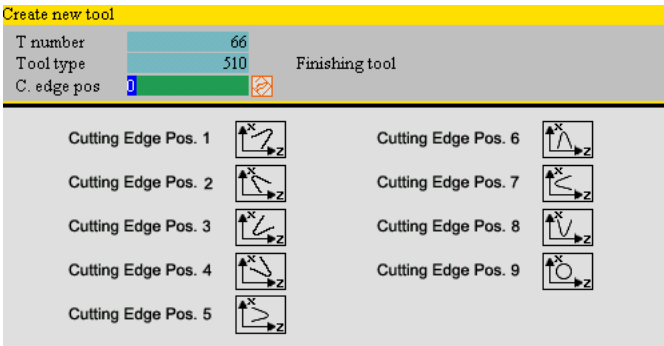 Create new tool
T number 66
Tool type 510 Finishing tool
C. edge pos 0
Cutting Edge Pos. 1 X Z
Cutting Edge Pos. 6 X Z
Cutting Edge Pos. 2 X Z
Cutting Edge Pos. 7 X Z
Cutting Edge Pos. 3 X Z
Cutting Edge Pos. 8 X Z
Cutting Edge Pos. 4 X Z
Cutting Edge Pos. 9 X Z
Cutting Edge Pos. 5 X Z